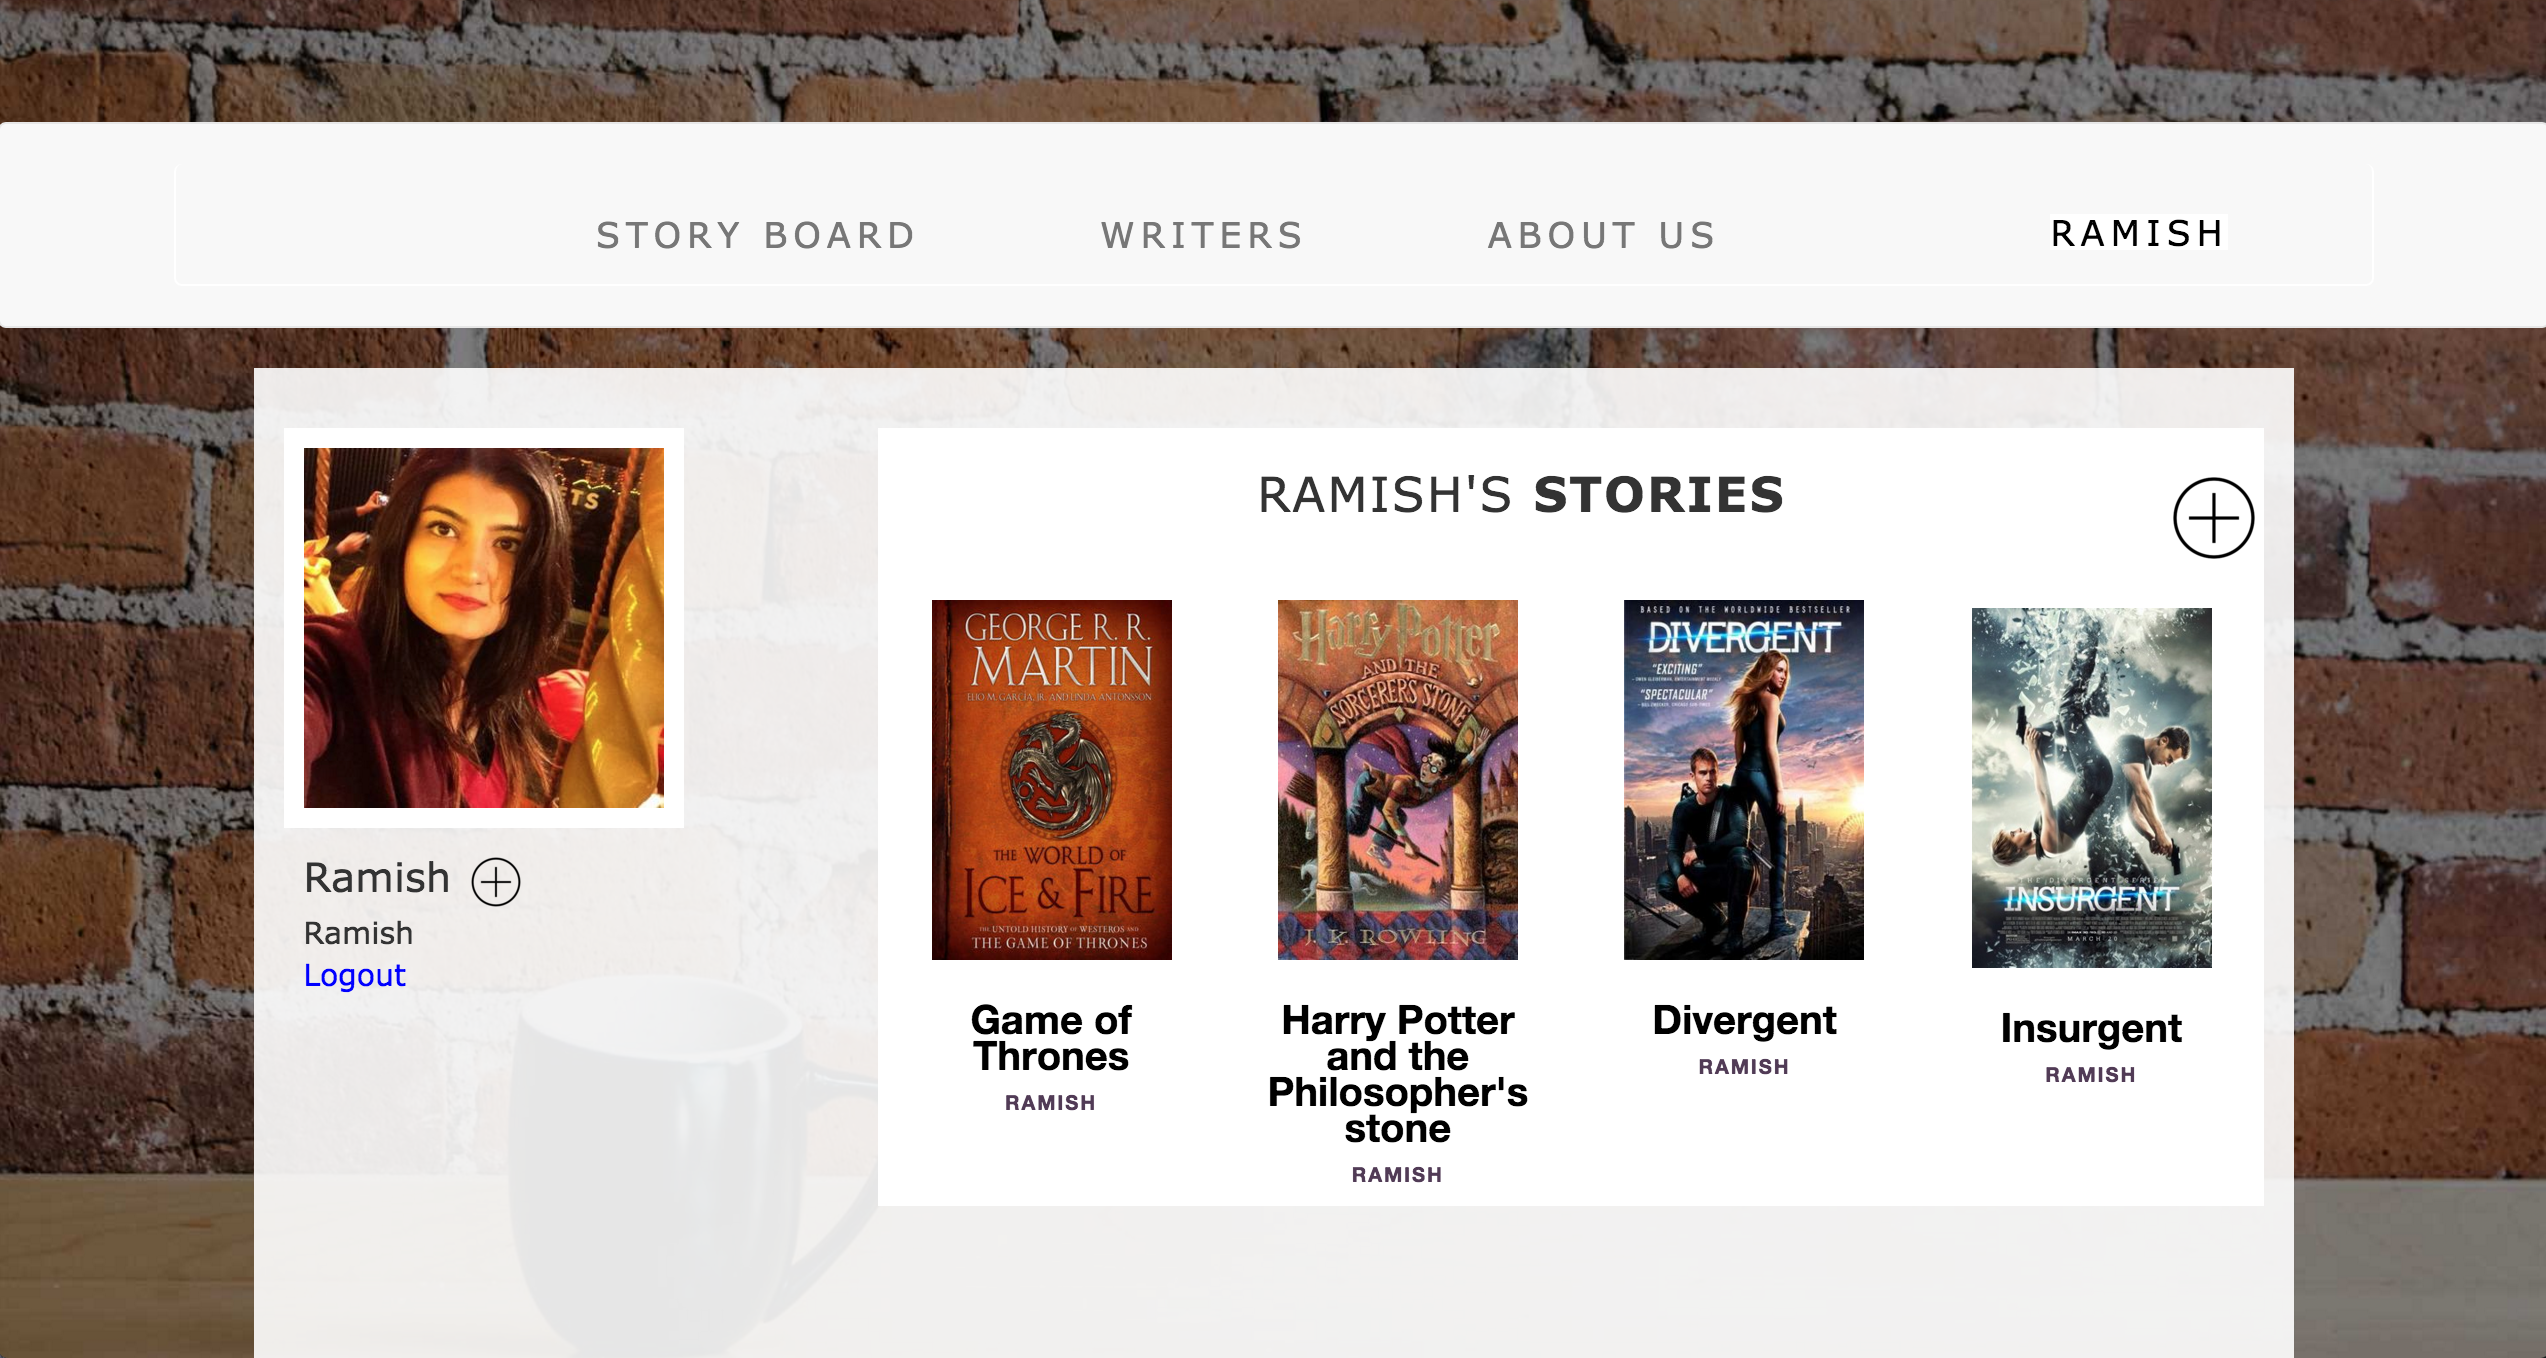 STORY BOARD
WRITERS
ABOUT US
RAMISH
ETS
Ramish
Ramish
Logout
RAMISH'S STORIES
GEORGE R. R.
MARTIN
ELIO M. GARCÍA, JR. AND LINDA ANTONSSON
THE WORLD OF
ICE & FIRE
THE UNTOLD HISTORY OF WESTEROS AND
THE GAME OF THRONES
Game of
Thrones
RAMISH
Harry Potter
AND THE
SORCERER'S STONE
J. K. ROWLING
Harry Potter
and the
Philosopher's
stone
RAMISH
BASED ON THE WORLDWIDE BESTSELLER
DIVERGENT
"EXCITING"
"SPECTACULAR"
Divergent
RAMISH
THE DIVERGENT SERIES
INSURGENT
MARCH 20
Insurgent
RAMISH